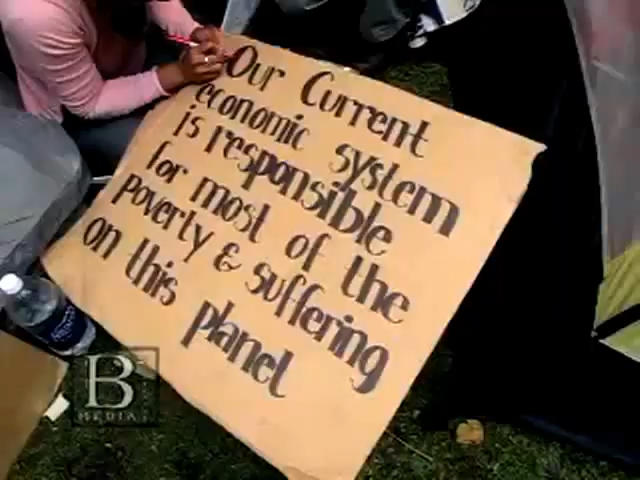 Our Current
economic system
is responsible
for most of the
poverty & suffering
on this planet
B
MEDIA